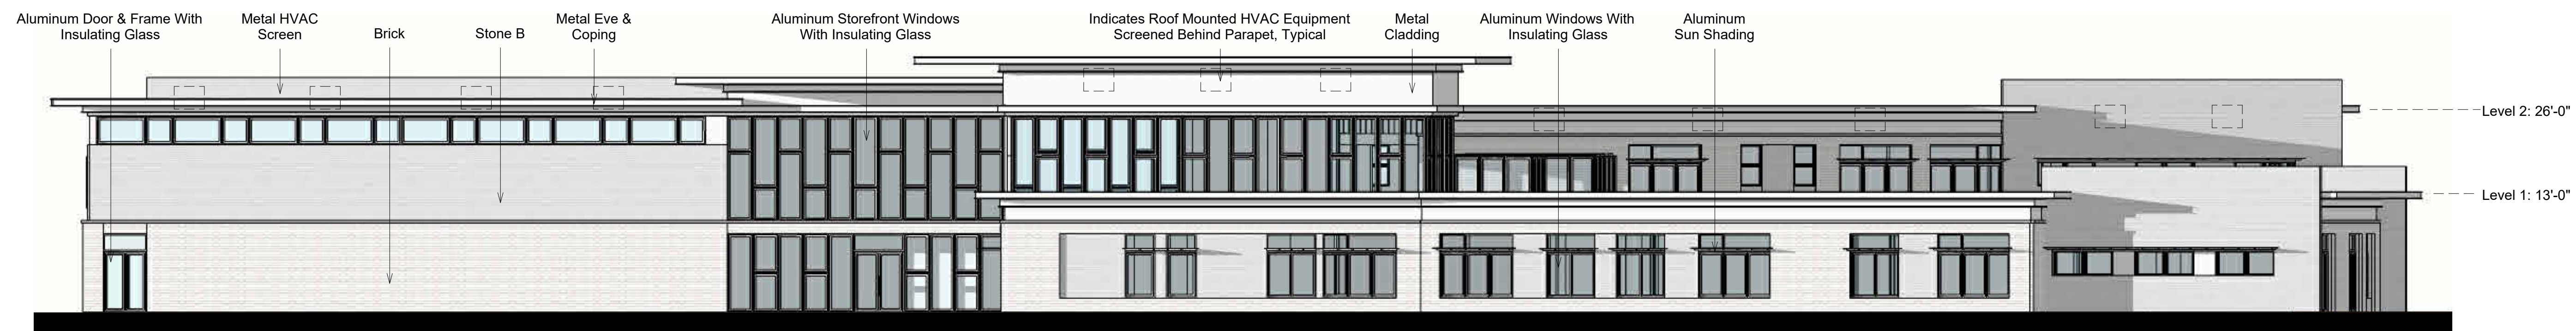 Aluminum Door & Frame With
Insulating Glass
Metal HVAC
Screen
Brick
Stone B
Metal Eve &
Coping
Aluminum Storefront Windows
With Insulating Glass
Indicates Roof Mounted HVAC Equipment
Screened Behind Parapet, Typical
Metal
Cladding
Aluminum Windows With
Insulating Glass
Aluminum
Sun Shading
Level 2: 26'-0"
Level 1: 13'-0"